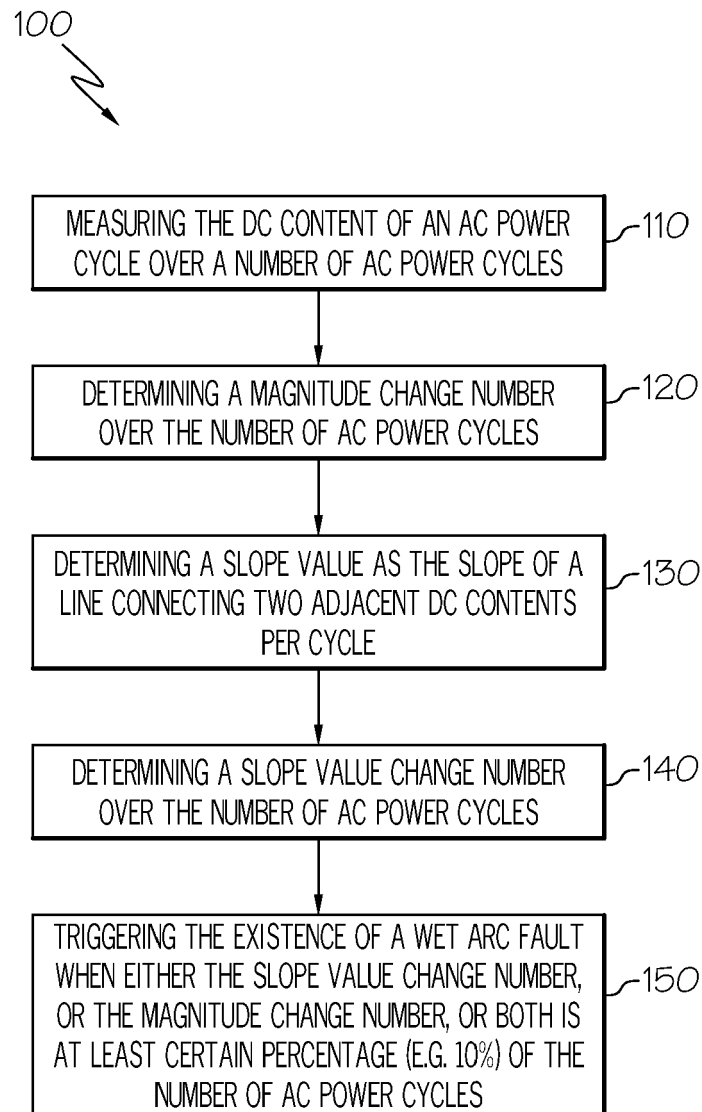 100
MEASURING THE DC CONTENT OF AN AC POWER
CYCLE OVER A NUMBER OF AC POWER CYCLES
110
DETERMINING A MAGNITUDE CHANGE NUMBER
OVER THE NUMBER OF AC POWER CYCLES
120
DETERMINING A SLOPE VALUE AS THE SLOPE OF A
LINE CONNECTING TWO ADJACENT DC CONTENTS
PER CYCLE
130
DETERMINING A SLOPE VALUE CHANGE NUMBER
OVER THE NUMBER OF AC POWER CYCLES
140
TRIGGERING THE EXISTENCE OF A WET ARC FAULT
WHEN EITHER THE SLOPE VALUE CHANGE NUMBER,
OR THE MAGNITUDE CHANGE NUMBER, OR BOTH IS
AT LEAST CERTAIN PERCENTAGE (E.G. 10%) OF THE
NUMBER OF AC POWER CYCLES
150